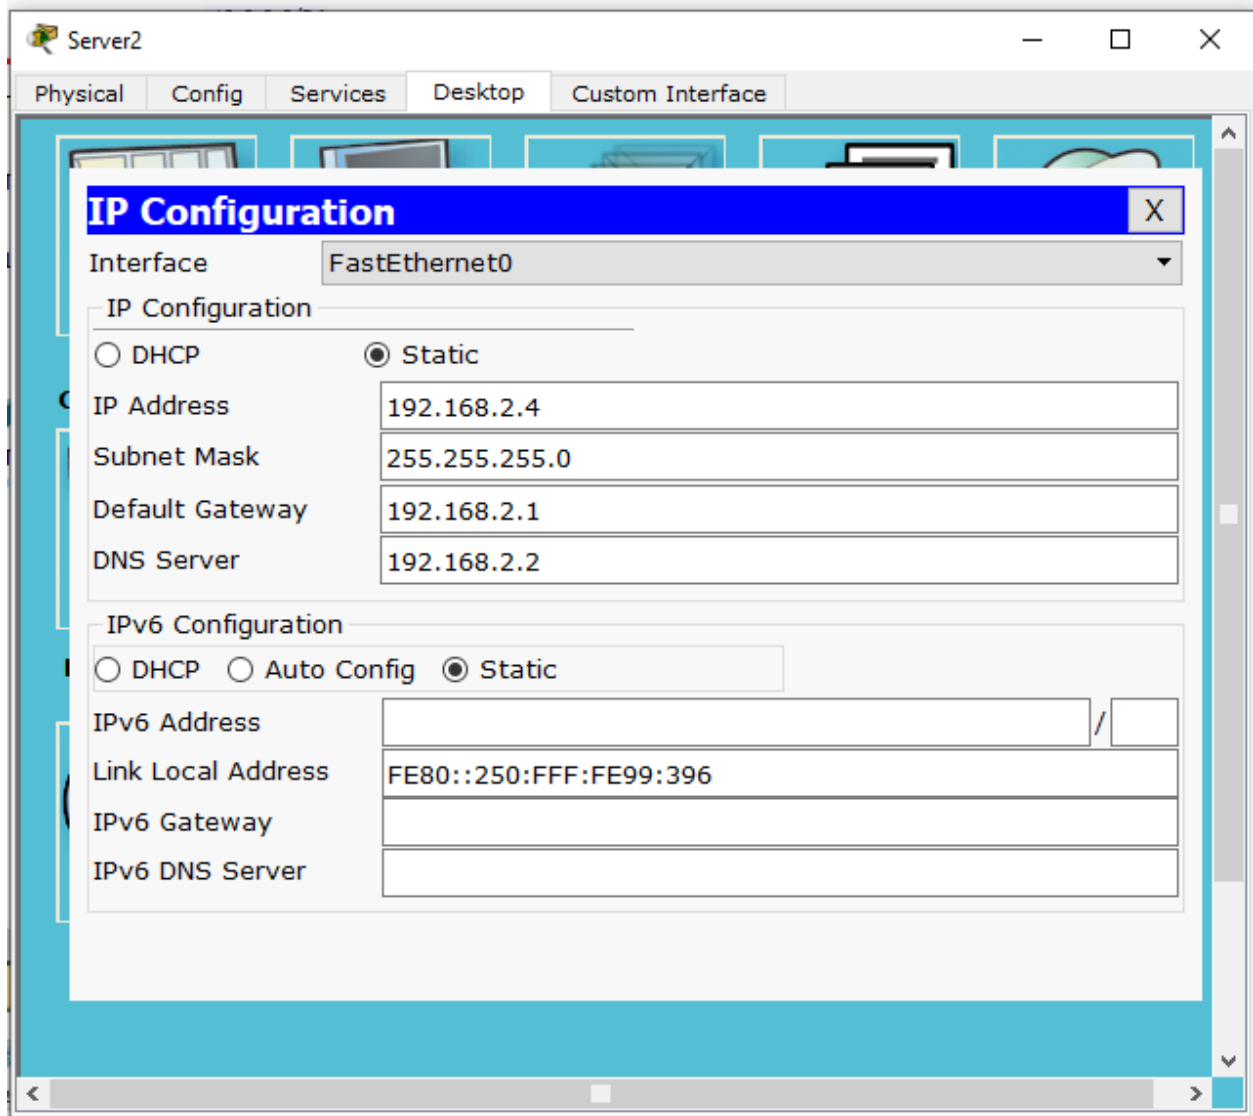 Server2
Physical Config Services Desktop Custom Interface
IP Configuration X
Interface FastEthernet0
IP Configuration
DHCP Static
IP Address 192.168.2.4
Subnet Mask 255.255.255.0
Default Gateway 192.168.2.1
DNS Server 192.168.2.2
IPv6 Configuration
DHCP Auto Config Static
IPv6 Address /
Link Local Address FE80::250:FFF:FE99:396
IPv6 Gateway
IPv6 DNS Server